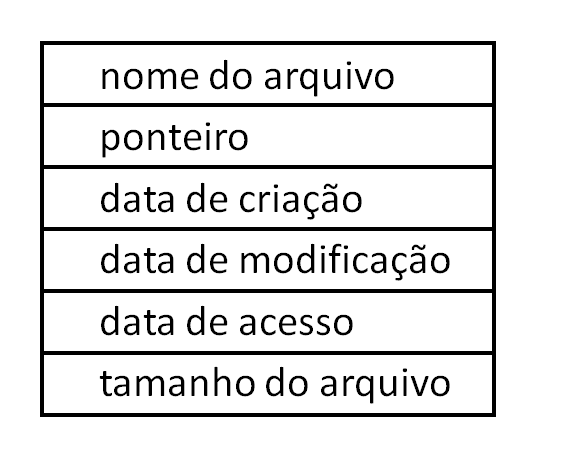 nome do arquivo
ponteiro
data de criação
data de modificação
data de acesso
tamanho do arquivo